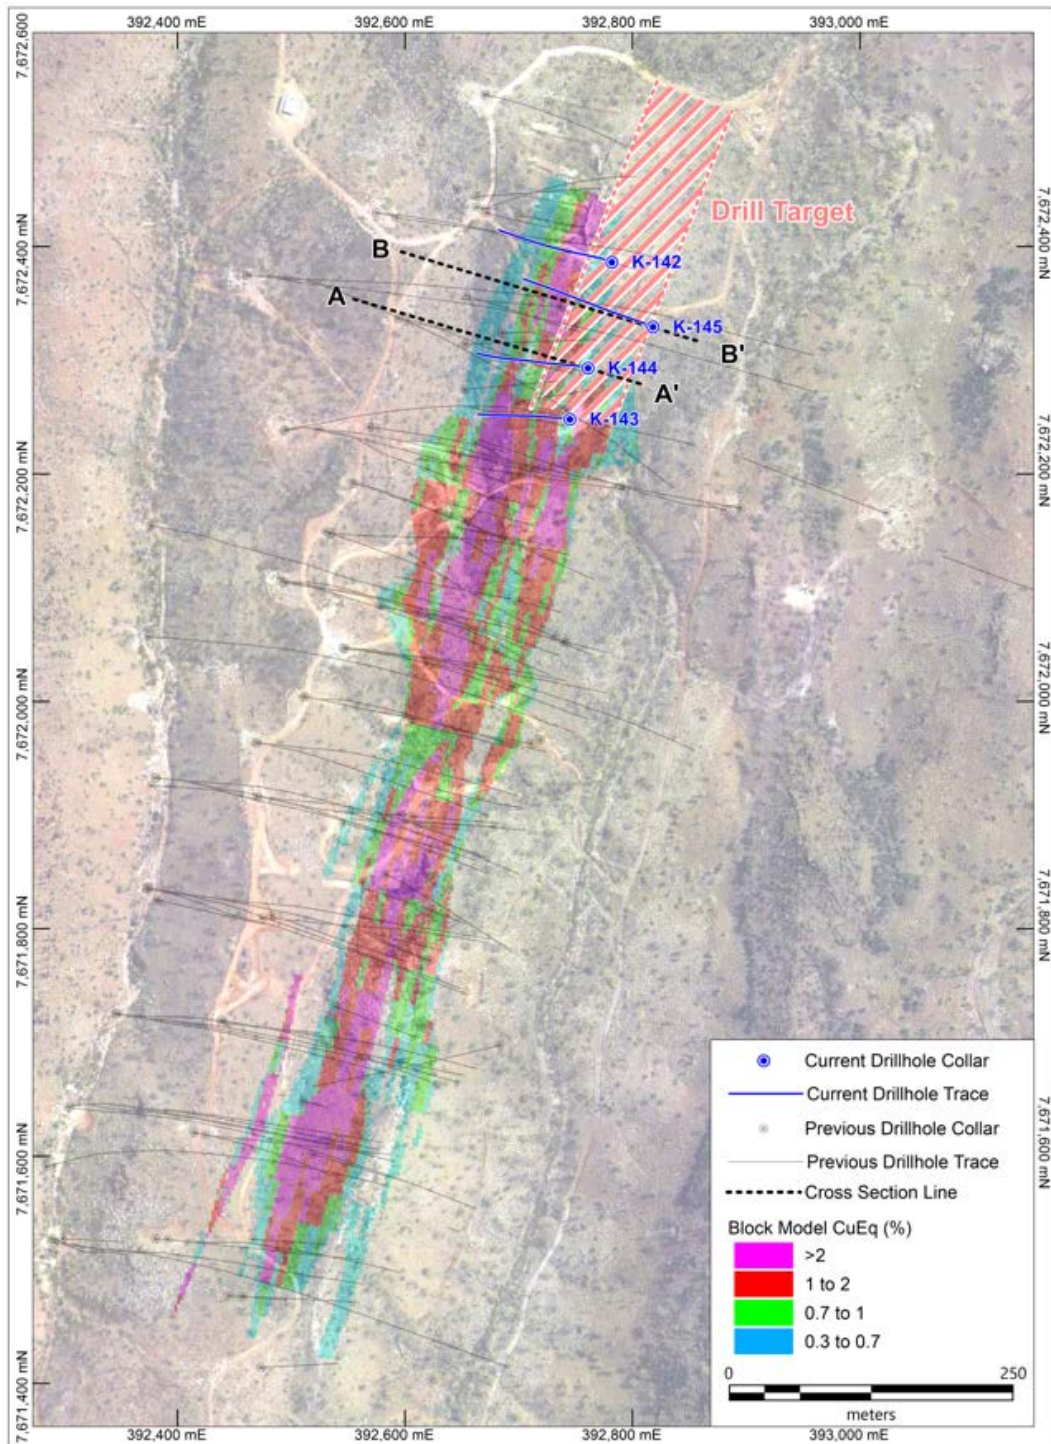 392,400 mE
392,600 mE
392,800 mE
393,000 mE
7,672,600
7,672,400 mN
7,672,400 mN
7,672,200 mN
7,672,200 mN
7,672,000 mN
7,672,000 mN
7,671,800 mN
7,671,800 mN
7,671,600 mN
7,671,600 mN
7,671,400 mN
Drill Target
K-142
B
A
K-145
B'
K-144
A'
K-143
Current Drillhole Collar
Current Drillhole Trace
Previous Drillhole Collar
Previous Drillhole Trace
Cross Section Line
Block Model CuEq (%)
>2
1 to 2
0.7 to 1
0.3 to 0.7
0 250
meters
392,400 mE
392,600 mE
392,800 mE
393,000 mE